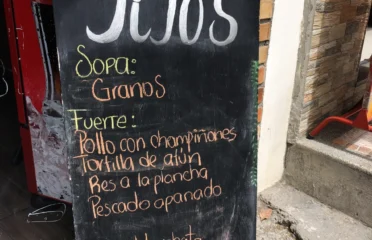 Sopa:
Granos
Fuerte:
Pollo con champiñones
Tortilla de atún
Res a la plancha
Pescado apanado